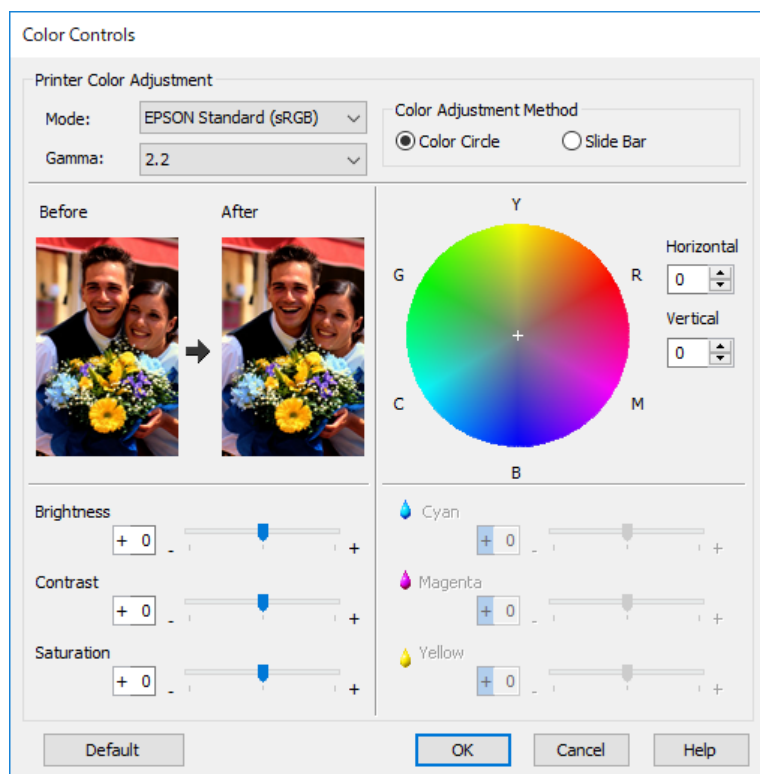 Color Controls
Printer Color Adjustment
Mode: EPSON Standard (sRGB)
Gamma: 2.2
Color Adjustment Method
Color Circle Slide Bar
Before After
Y
G R
C M
B
Horizontal
0
Vertical
0
Brightness
+ 0 - +
Contrast
+ 0 - +
Saturation
+ 0 - +
Cyan
+ 0 - +
Magenta
+ 0 - +
Yellow
+ 0 - +
Default OK Cancel Help